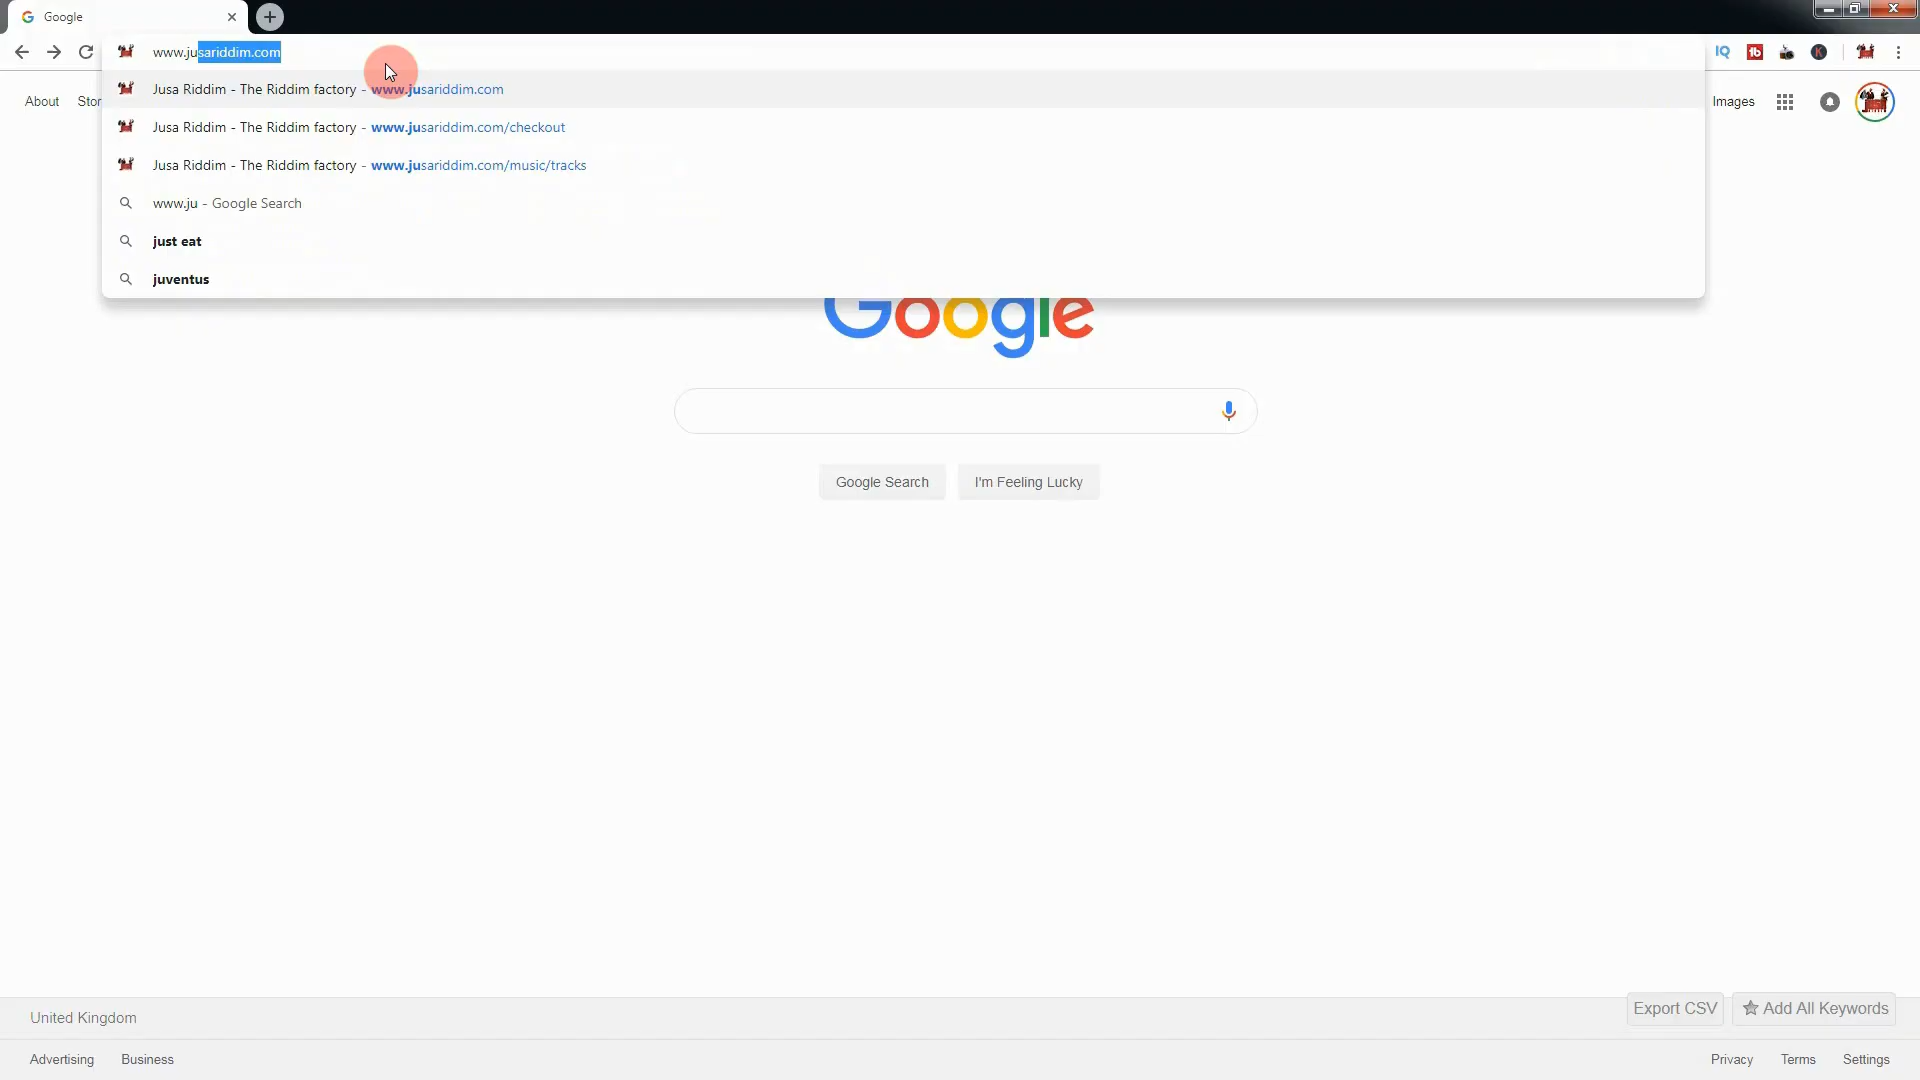 Google
www.jusariddim.com
IQ
tb
K
Jusa Riddim - The Riddim factory - www.jusariddim.com
About Stor
Images
Jusa Riddim - The Riddim factory - www.jusariddim.com/checkout
Jusa Riddim - The Riddim factory - www.jusariddim.com/music/tracks
www.ju - Google Search
just eat
juventus
Google
Google Search I'm Feeling Lucky
United Kingdom
Export CSV Add All Keywords
Advertising Business
Privacy Terms Settings